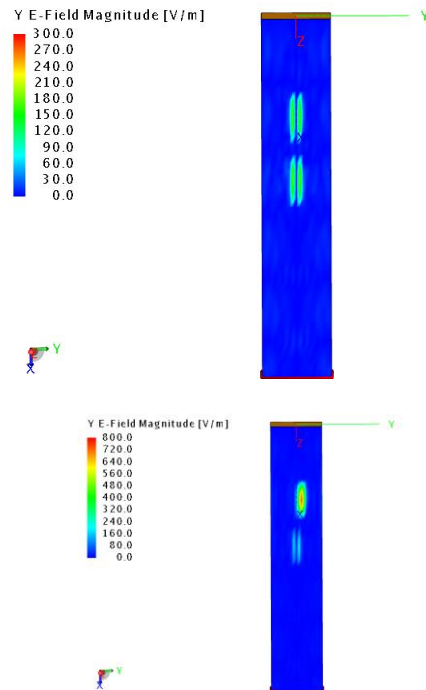 Y E-Field Magnitude [V/m]
300.0
270.0
240.0
210.0
180.0
150.0
120.0
90.0
60.0
30.0
0.0
Y
Z
X
Y
X
Y E-Field Magnitude [V/m]
800.0
720.0
640.0
560.0
480.0
400.0
320.0
240.0
160.0
80.0
0.0
Y
Z
X
Y
X